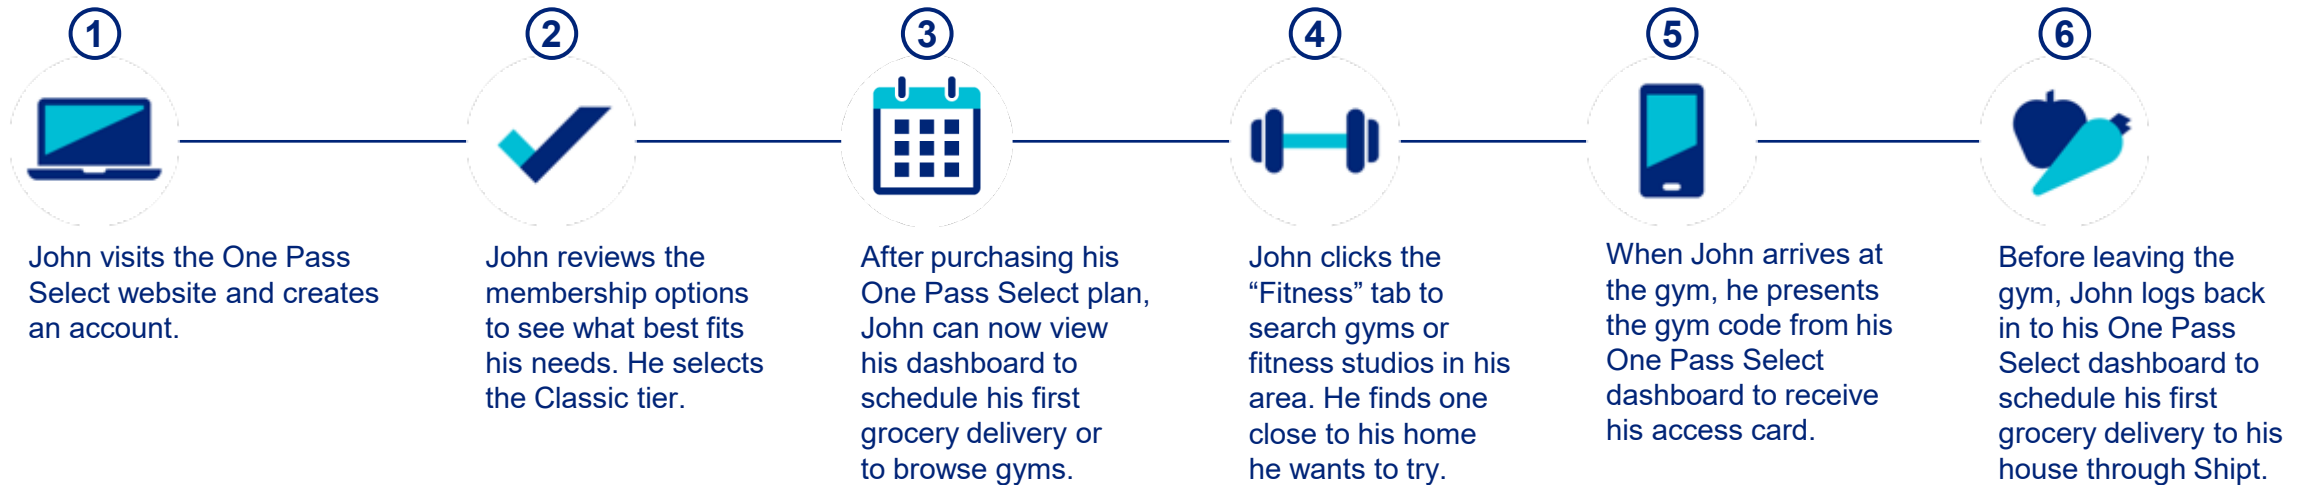 1
John visits the One Pass
Select website and creates
an account.
2
John reviews the
membership options
to see what best fits
his needs. He selects
the Classic tier.
3
After purchasing his
One Pass Select plan,
John can now view
his dashboard to
schedule his first
grocery delivery or
to browse gyms.
4
John clicks the
“Fitness” tab to
search gyms or
fitness studios in his
area. He finds one
close to his home
he wants to try.
5
When John arrives at
the gym, he presents
the gym code from his
One Pass Select
dashboard to receive
his access card.
6
Before leaving the
gym, John logs back
in to his One Pass
Select dashboard to
schedule his first
grocery delivery to his
house through Shipt.